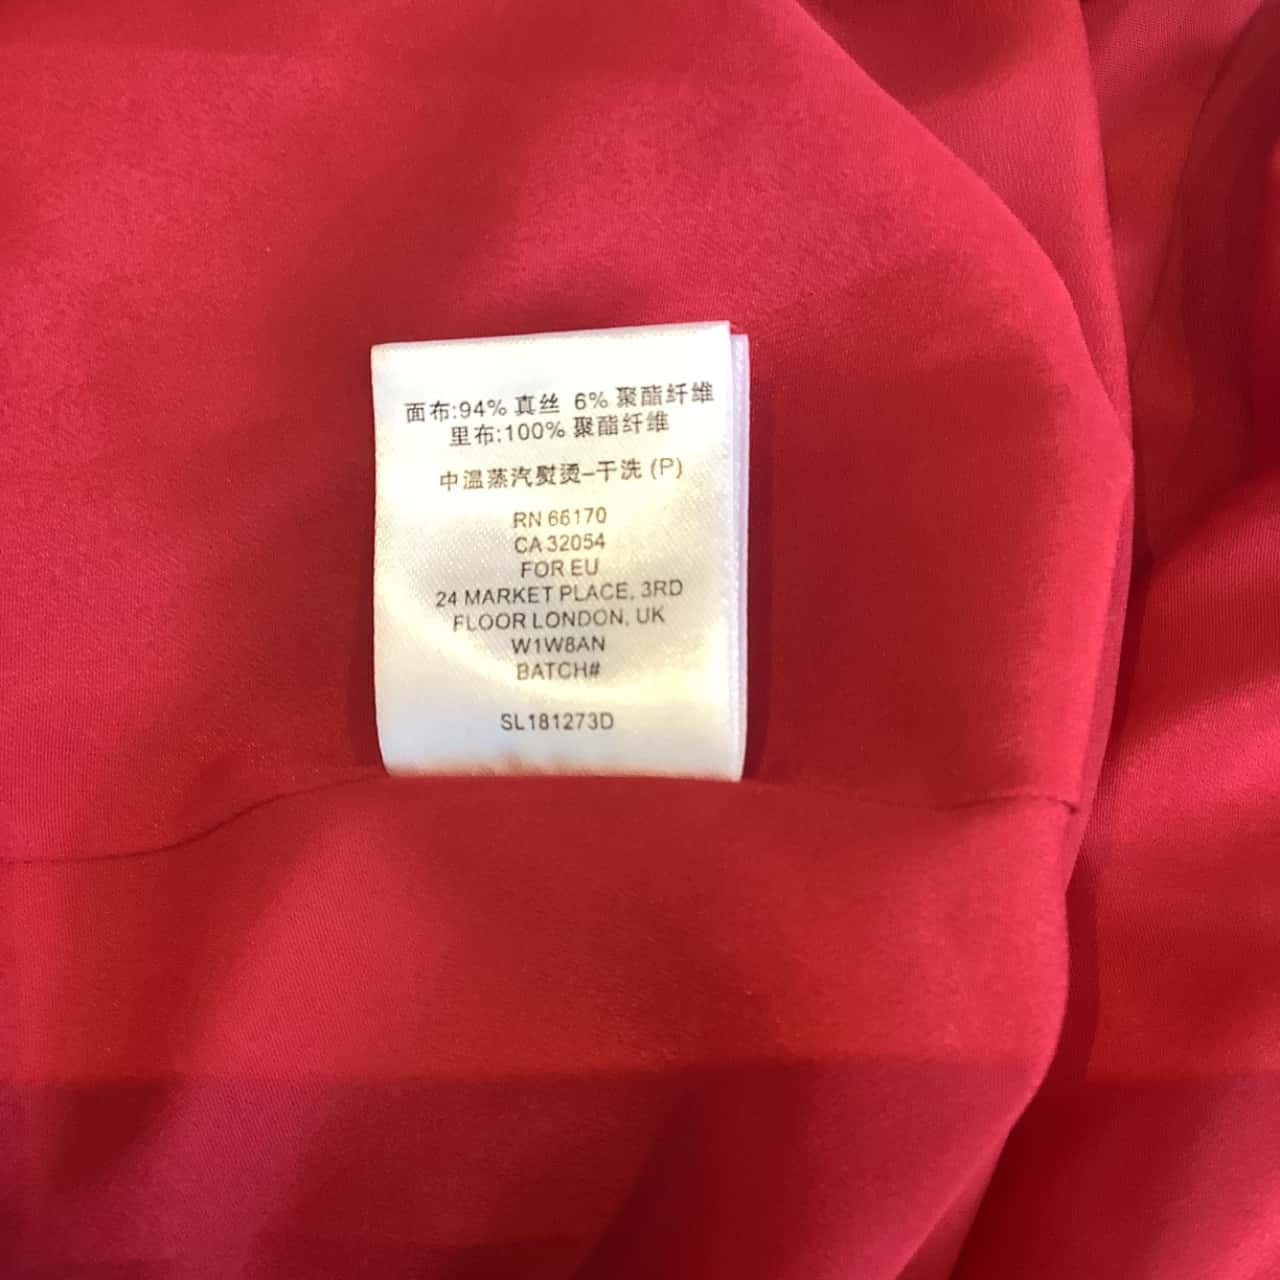 面布:94% 真丝 6% 聚酯纤维
里布:100% 聚酯纤维
中温蒸汽熨烫–干洗 (P)
RN 66170
CA 32054
FOR EU
24 MARKET PLACE, 3RD
FLOOR LONDON, UK
W1W8AN
BATCH#
SL181273D